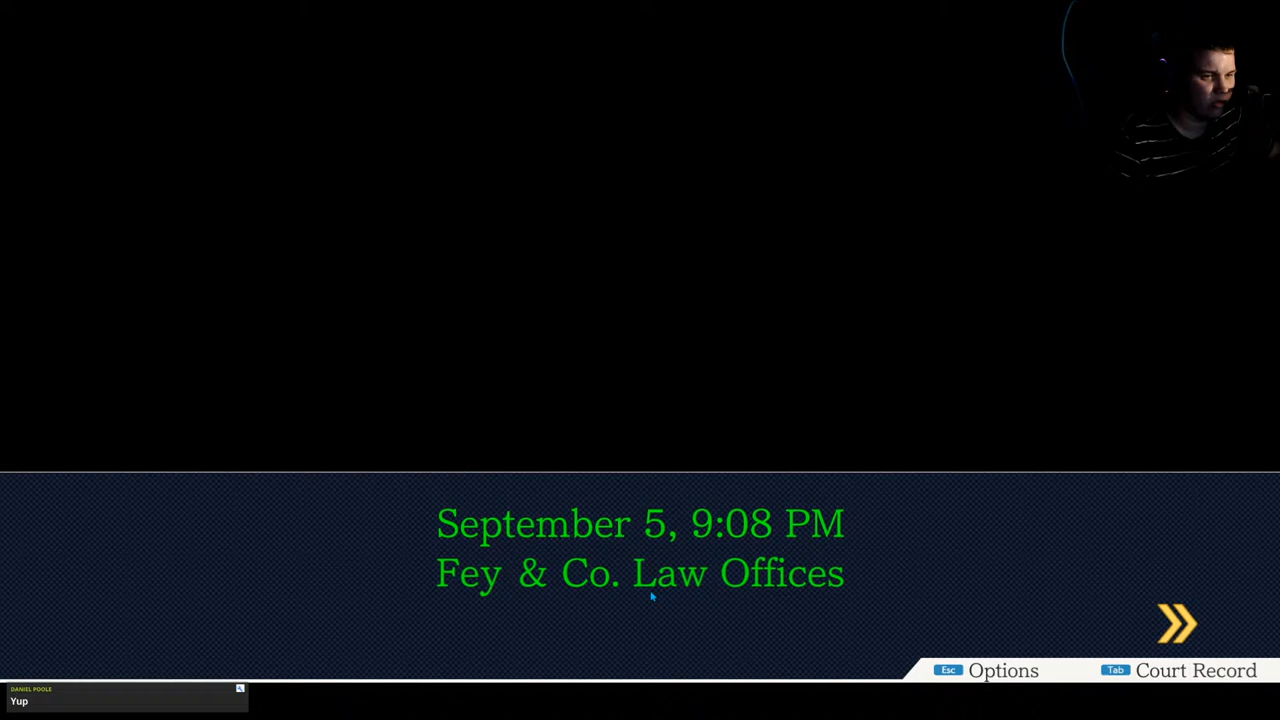 September 5, 9:08 PM
Fey & Co. Law Offices
Esc Options
Tab Court Record
DANIEL POOLE
Yup